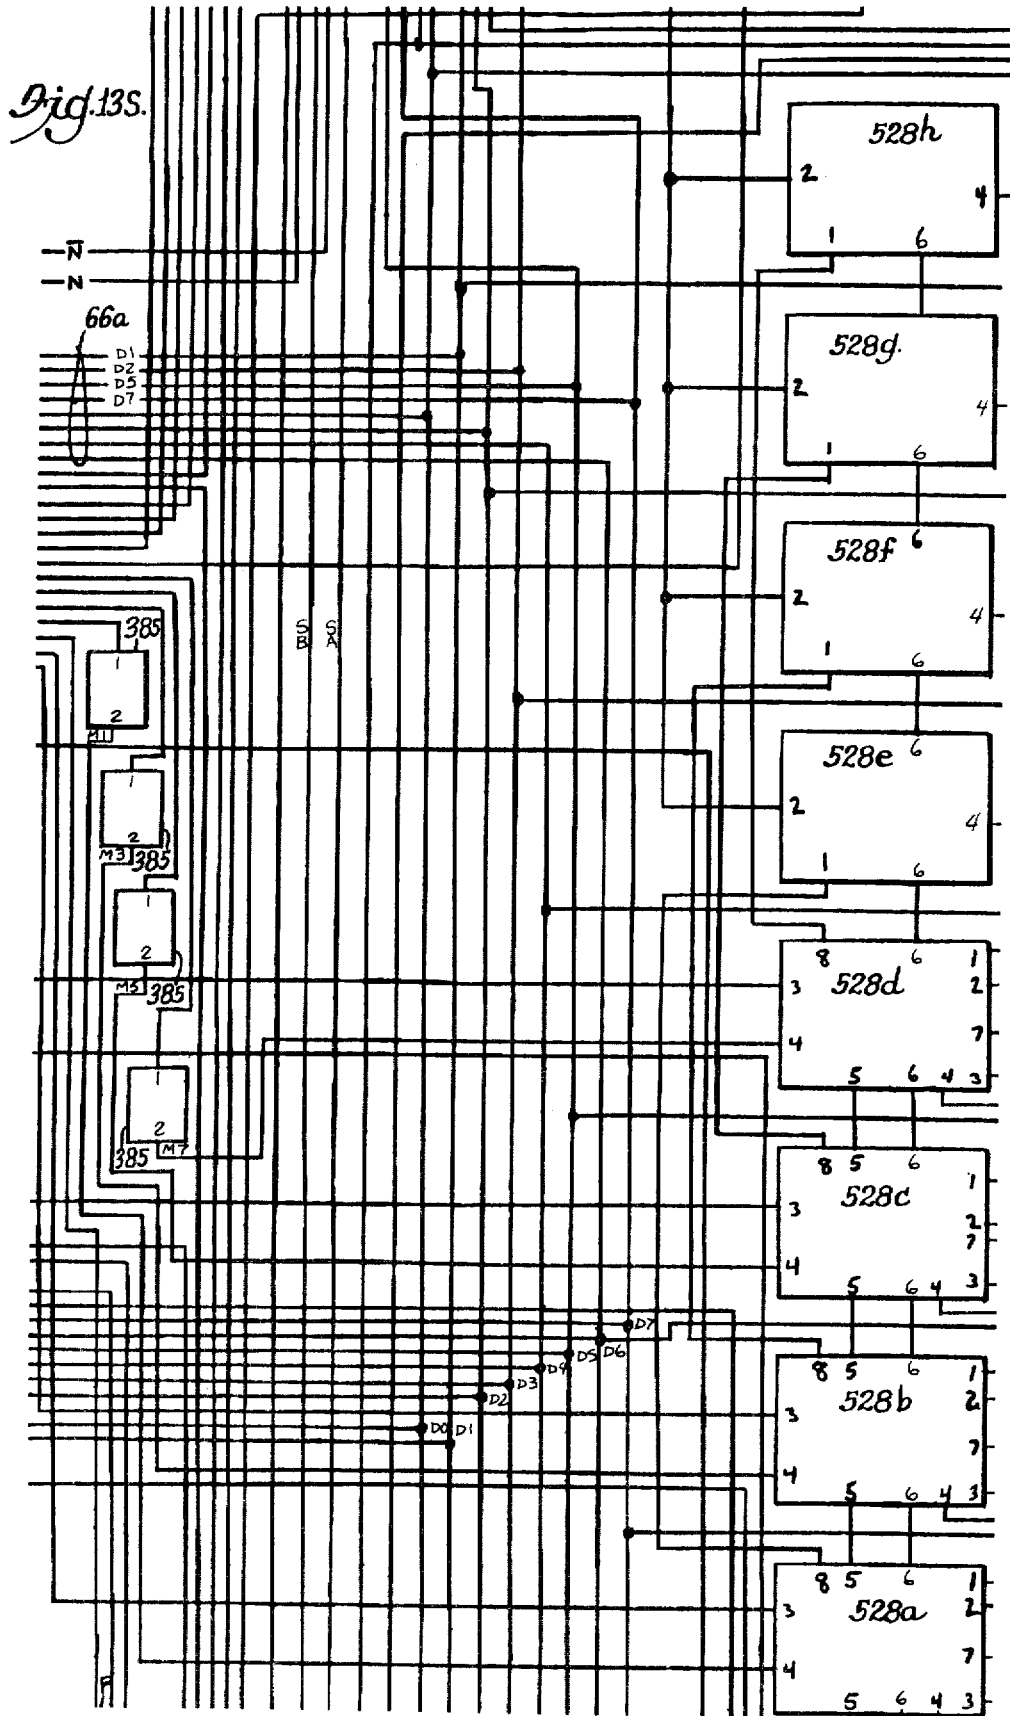 Fig. 13S.
528h
2
4
1 6
N̅
N
66a
528g.
D1
D2
D5
D7
2
4
1 6
528f 6
2
4
S S
B A
385
1
2
M1
1 6
6
528e
2
4
1
2
M3 385
1 6
1
2
M5 385
8 6 1
528d
3 2
7
4
5 6 4 3
1
2
385 M7
8 5 6
528c 1
3 2
7
4 3
5 6 4
D7
D6
D5
D4
D3
D2
D0 D1
8 5 6 1
528b 2
3
7
4
5 6 4 3
8 5 6 1
528a 2
3
7
4
5 6 4 3